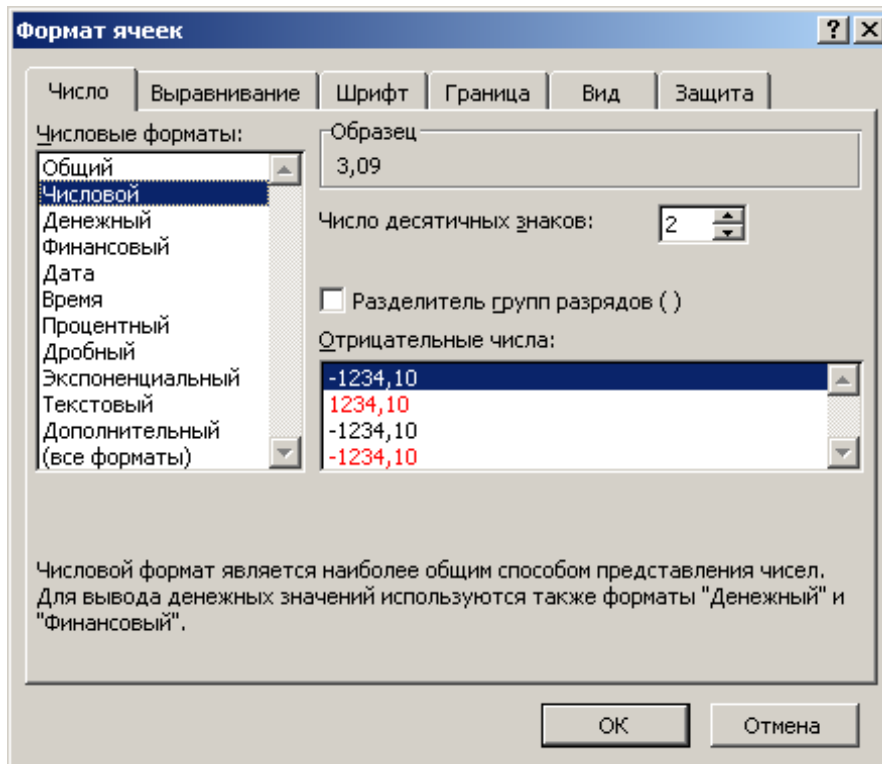 Формат ячеек
Число Выравнивание Шрифт Граница Вид Защита
Числовые форматы:
Общий
Числовой
Денежный
Финансовый
Дата
Время
Процентный
Дробный
Экспоненциальный
Текстовый
Дополнительный
(все форматы)
Образец
3,09
Число десятичных знаков: 2
Разделитель групп разрядов ( )
Отрицательные числа:
-1234,10
1234,10
-1234,10
-1234,10
Числовой формат является наиболее общим способом представления чисел.
Для вывода денежных значений используются также форматы "Денежный" и
"Финансовый".
ОК Отмена